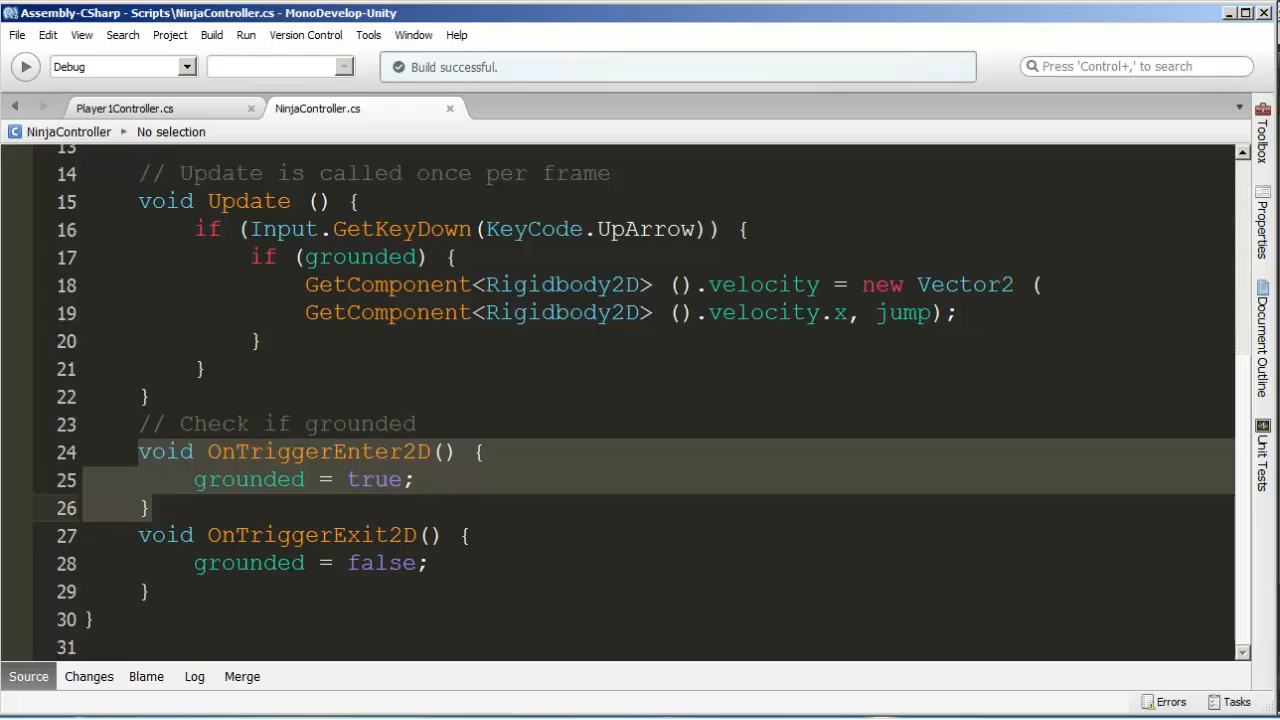 Assembly-CSharp - Scripts\NinjaController.cs - MonoDevelop-Unity
File Edit View Search Project Build Run Version Control Tools Window Help
Debug
Build successful.
Press 'Control+,' to search
Player1Controller.cs
NinjaController.cs
NinjaController No selection
13
14 // Update is called once per frame
15 void Update () {
16 if (Input.GetKeyDown(KeyCode.UpArrow)) {
17 if (grounded) {
18 GetComponent<Rigidbody2D> ().velocity = new Vector2 (
19 GetComponent<Rigidbody2D> ().velocity.x, jump);
20 }
21 }
22 }
23 // Check if grounded
24 void OnTriggerEnter2D() {
25 grounded = true;
26 }
27 void OnTriggerExit2D() {
28 grounded = false;
29 }
30 }
31
Toolbox
Properties
Document Outline
Unit Tests
Source Changes Blame Log Merge
Errors Tasks